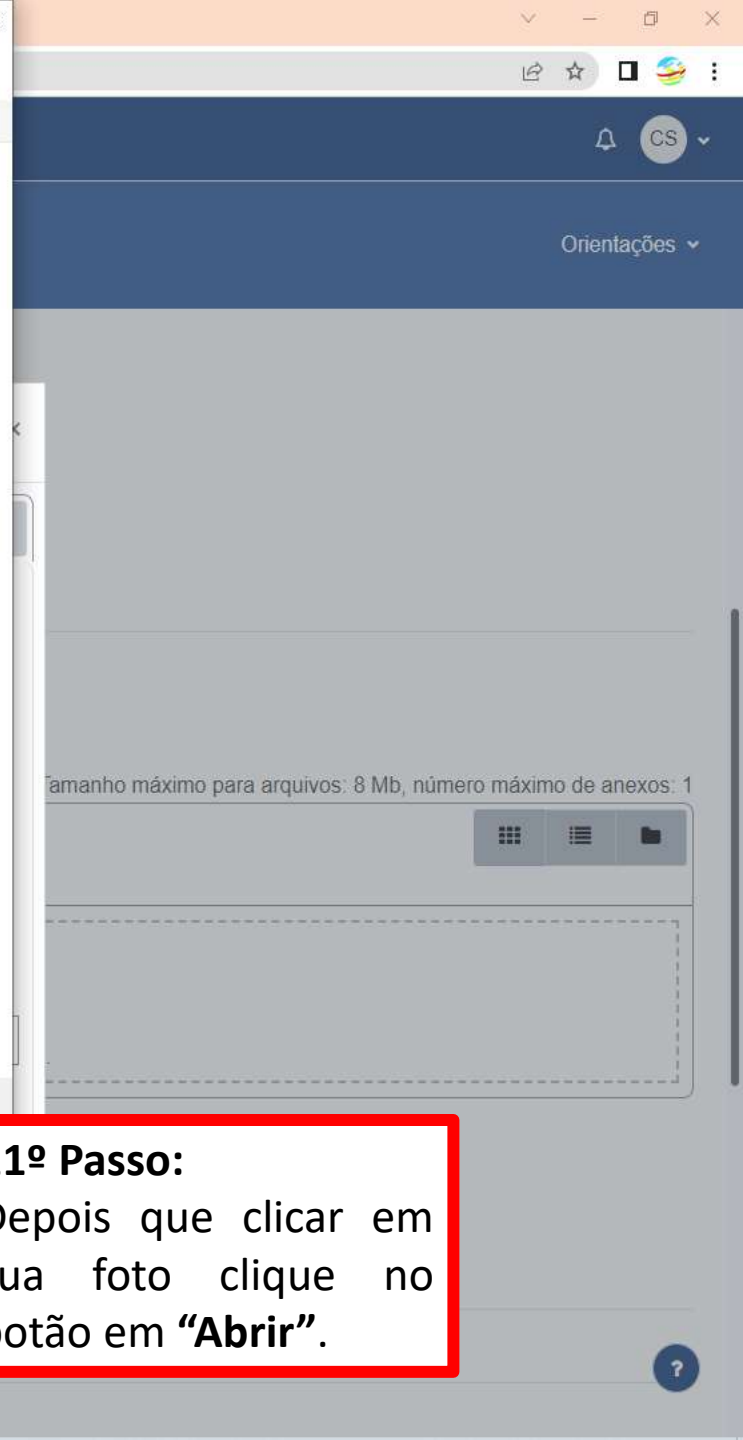 CS
Orientações
Tamanho máximo para arquivos: 8 Mb, número máximo de anexos: 1
1º Passo:
Depois que clicar em
ua foto clique no
botão em “Abrir”.
?